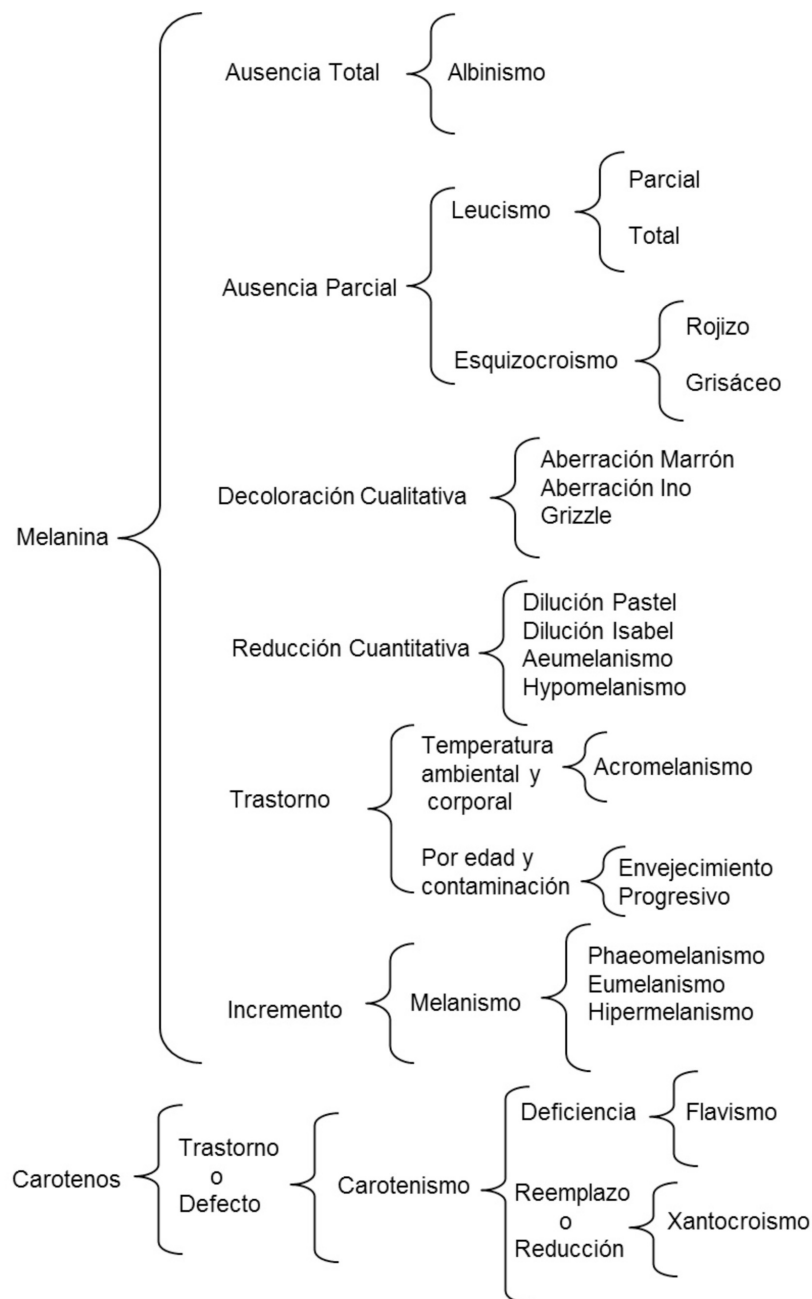 Ausencia Total
Albinismo
Leucismo
Parcial
Total
Ausencia Parcial
Esquizocroismo
Rojizo
Grisáceo
Decoloración Cualitativa
Aberración Marrón
Aberración Ino
Grizzle
Melanina
Reducción Cuantitativa
Dilución Pastel
Dilución Isabel
Aeumelanismo
Hypomelanismo
Trastorno
Temperatura
ambiental y
corporal
Acromelanismo
Por edad y
contaminación
Envejecimiento
Progresivo
Incremento
Melanismo
Phaeomelanismo
Eumelanismo
Hipermelanismo
Carotenos
Trastorno
o
Defecto
Carotenismo
Deficiencia
Flavismo
Reemplazo
o
Reducción
Xantocroismo